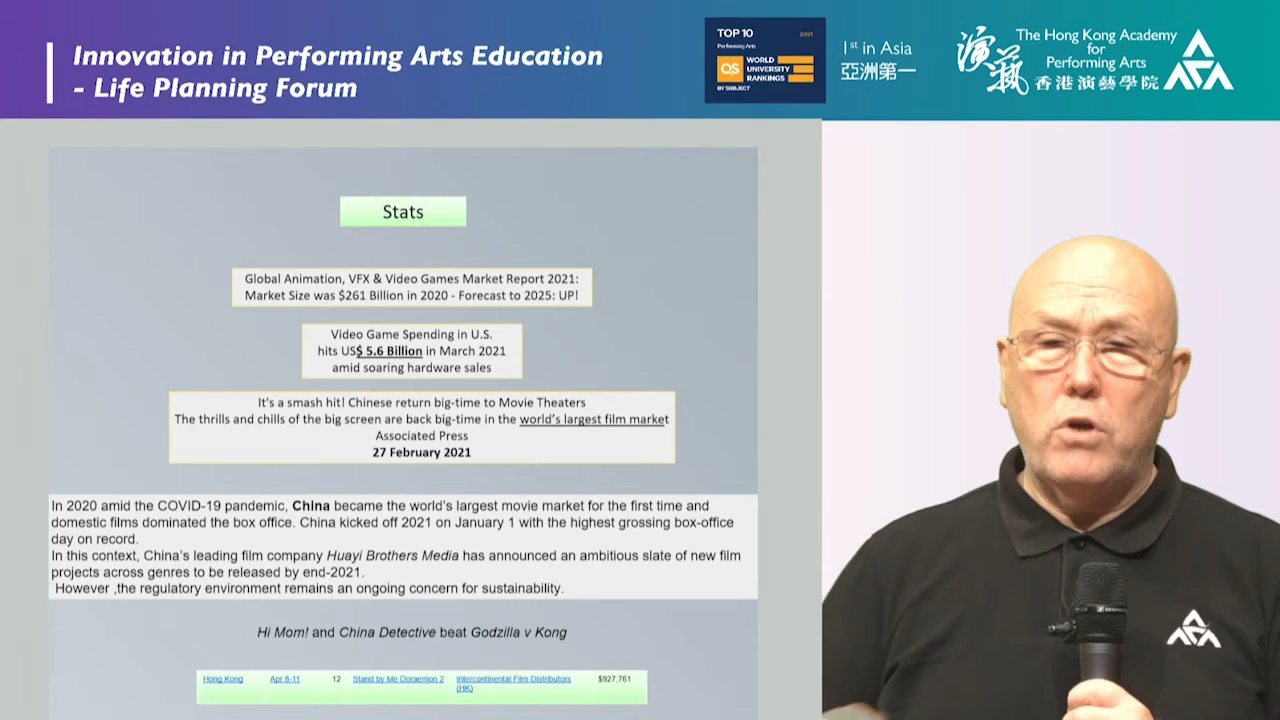 Innovation in Performing Arts Education
- Life Planning Forum
TOP 10
2021
Performing Arts
QS
WORLD
UNIVERSITY
RANKINGS
BY SUBJECT
1st in Asia
亞洲第一
演藝
The Hong Kong Academy
for
Performing Arts
香港演藝學院
Stats
Global Animation, VFX & Video Games Market Report 2021:
Market Size was $261 Billion in 2020 - Forecast to 2025: UP!
Video Game Spending in U.S.
hits US$ 5.6 Billion in March 2021
amid soaring hardware sales
It's a smash hit! Chinese return big-time to Movie Theaters
The thrills and chills of the big screen are back big-time in the world's largest film market
Associated Press
27 February 2021
In 2020 amid the COVID-19 pandemic, China became the world's largest movie market for the first time and
domestic films dominated the box office. China kicked off 2021 on January 1 with the highest grossing box-office
day on record.
In this context, China's leading film company Huayi Brothers Media has announced an ambitious slate of new film
projects across genres to be released by end-2021.
However ,the regulatory environment remains an ongoing concern for sustainability.
Hi Mom! and China Detective beat Godzilla v Kong
Hong Kong Apr 8-11 12 Stand by Me Doraemon 2 Intercontinental Film Distributors $927,761
(HK)